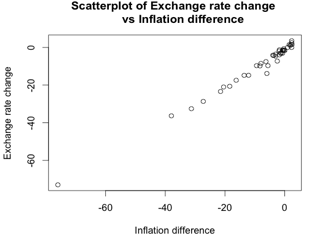 Scatterplot of Exchange rate change
vs Inflation difference
Exchange rate change
0
-20
-40
-60
-60
-40
-20
0
Inflation difference